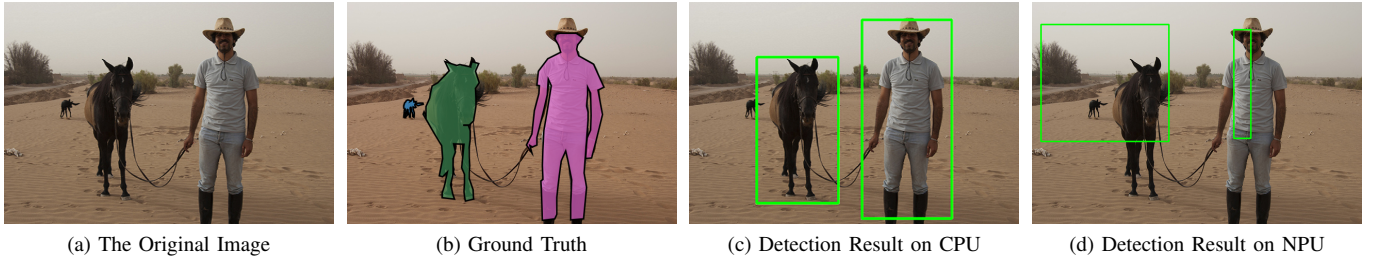 (a) The Original Image
(b) Ground Truth
(c) Detection Result on CPU
(d) Detection Result on NPU